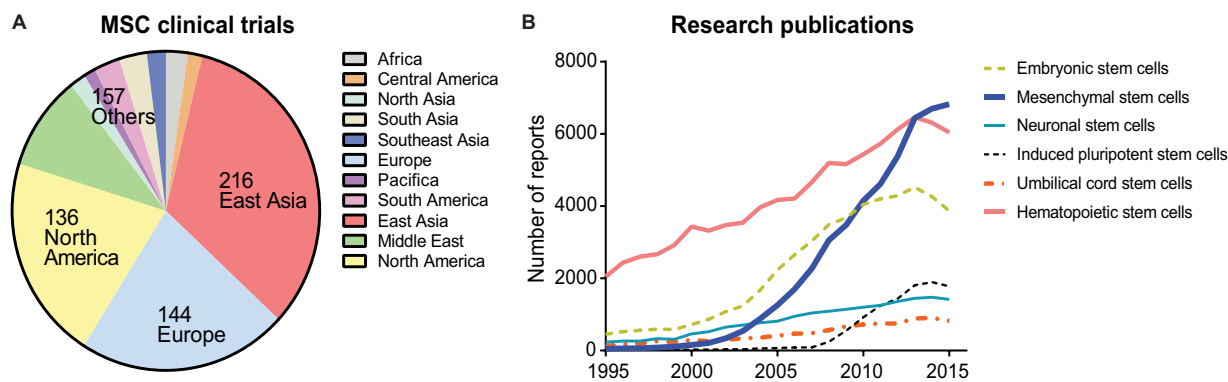 A
MSC clinical trials
157
Others
216
East Asia
136
North
America
144
Europe
Africa
Central America
North Asia
South Asia
Southeast Asia
Europe
Pacifica
South America
East Asia
Middle East
North America
B
Research publications
Number of reports
8000
6000
4000
2000
0
1995
2000
2005
2010
2015
Embryonic stem cells
Mesenchymal stem cells
Neuronal stem cells
Induced pluripotent stem cells
Umbilical cord stem cells
Hematopoietic stem cells